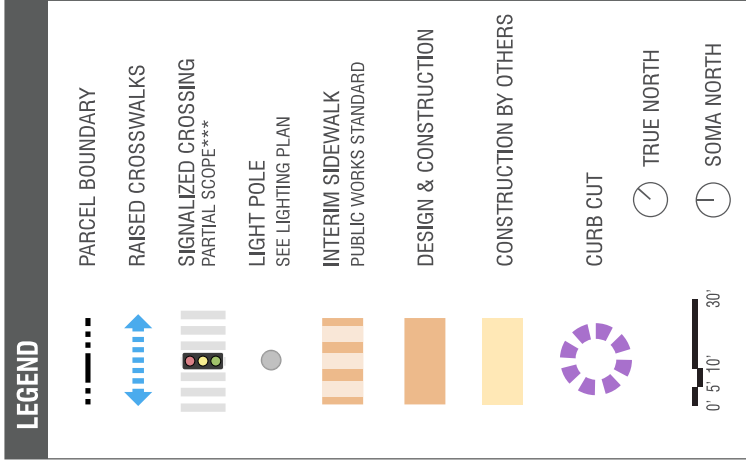 LEGEND
PARCEL BOUNDARY
RAISED CROSSWALKS
SIGNALIZED CROSSING
PARTIAL SCOPE***
LIGHT POLE
SEE LIGHTING PLAN
INTERIM SIDEWALK
PUBLIC WORKS STANDARD
DESIGN & CONSTRUCTION
CONSTRUCTION BY OTHERS
CURB CUT
0' 5' 10' 30'
TRUE NORTH
SOMA NORTH